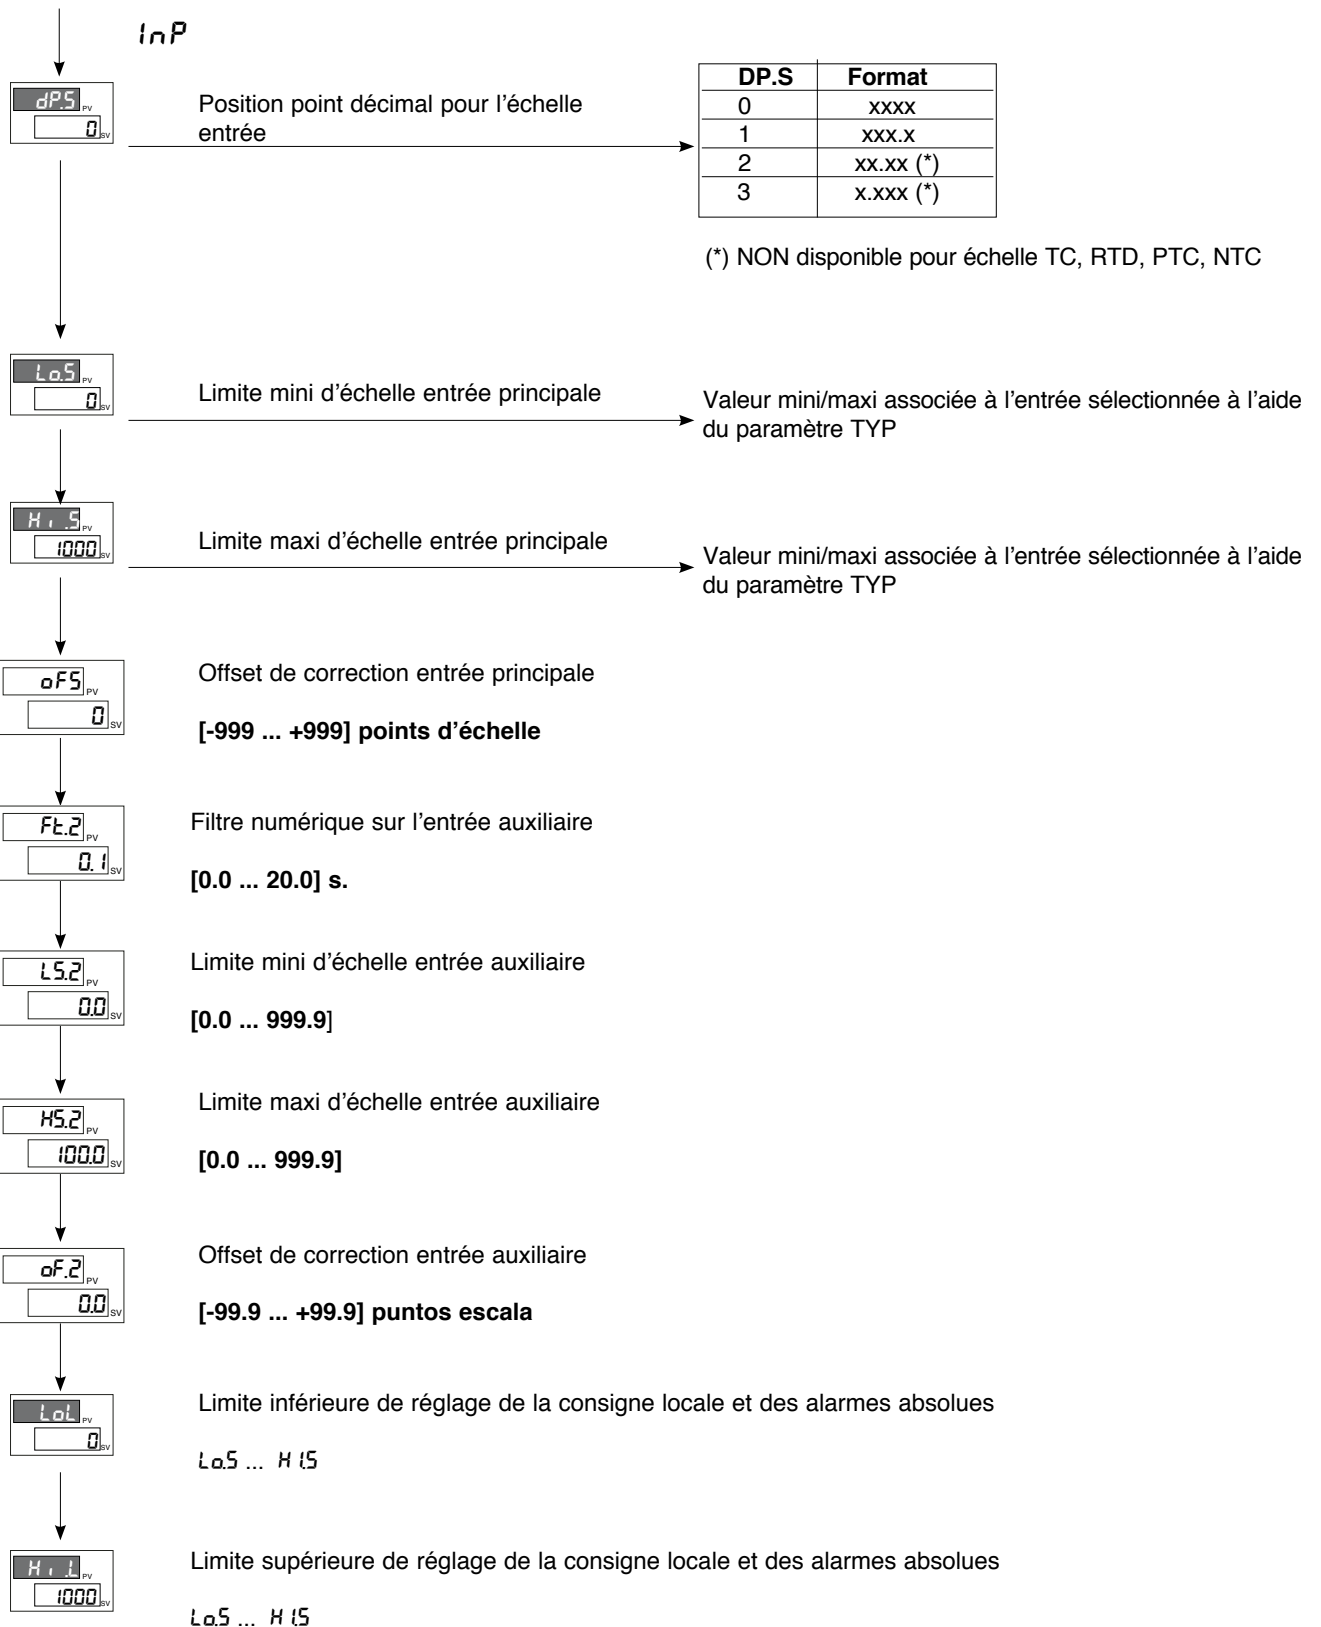 InP
dP.S PV
0 SV
Position point décimal pour l’échelle
entrée
DP.S Format
0 xxxx
1 xxx.x
2 xx.xx (*)
3 x.xxx (*)
(*) NON disponible pour échelle TC, RTD, PTC, NTC
Lo.S PV
0 SV
Limite mini d’échelle entrée principale
Valeur mini/maxi associée à l’entrée sélectionnée à l’aide
du paramètre TYP
Hi.S PV
1000 SV
Limite maxi d’échelle entrée principale
Valeur mini/maxi associée à l’entrée sélectionnée à l’aide
du paramètre TYP
oFS PV
0 SV
Offset de correction entrée principale
[-999 ... +999] points d’échelle
Ft.2 PV
0.1 SV
Filtre numérique sur l’entrée auxiliaire
[0.0 ... 20.0] s.
LS.2 PV
0.0 SV
Limite mini d’échelle entrée auxiliaire
[0.0 ... 999.9]
HS.2 PV
100.0 SV
Limite maxi d’échelle entrée auxiliaire
[0.0 ... 999.9]
oF.2 PV
0.0 SV
Offset de correction entrée auxiliaire
[-99.9 ... +99.9] puntos escala
LoL PV
0 SV
Limite inférieure de réglage de la consigne locale et des alarmes absolues
Lo.S ... HI.S
Hi.L PV
1000 SV
Limite supérieure de réglage de la consigne locale et des alarmes absolues
Lo.S ... HI.S